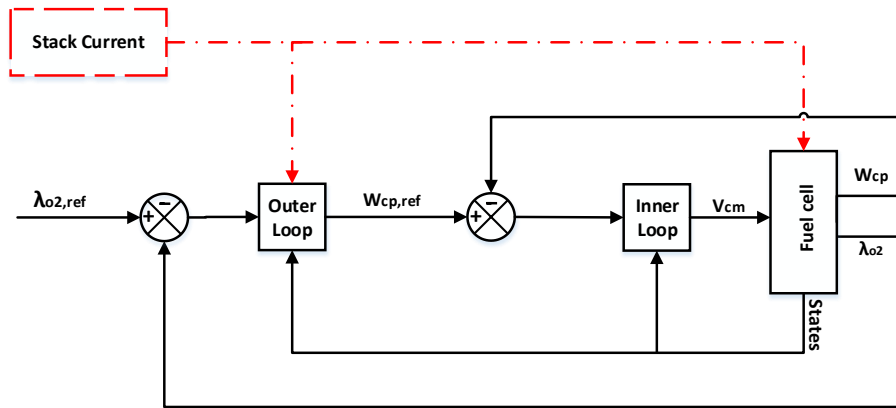 Stack Current
λo2,ref
+
−
Outer
Loop
Wcp,ref
+
−
Inner
Loop
Vcm
Fuel cell
Wcp
λo2
States